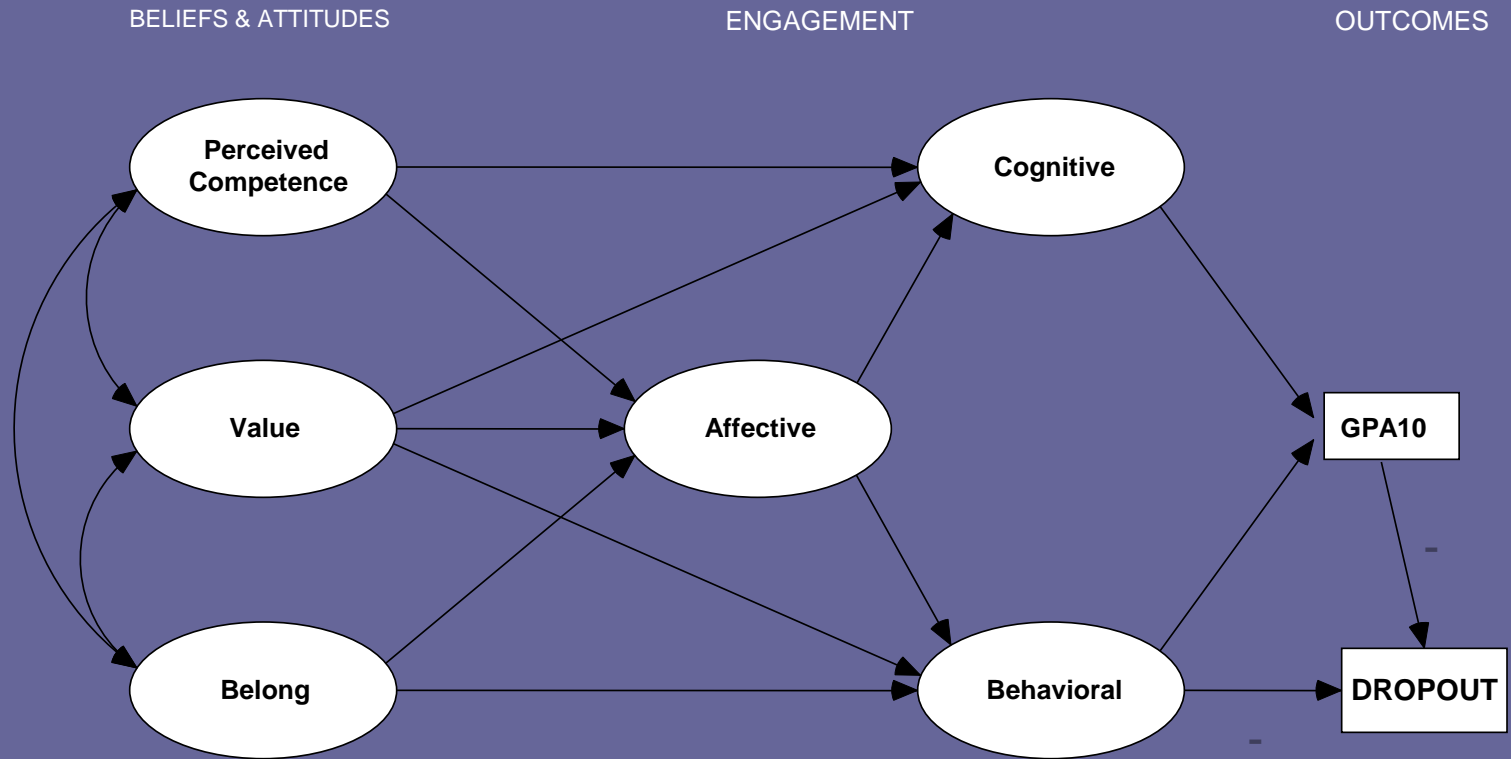 BELIEFS & ATTITUDES
ENGAGEMENT
OUTCOMES
Perceived
Competence
Cognitive
Value
Affective
GPA10
-
Belong
Behavioral
DROPOUT
-